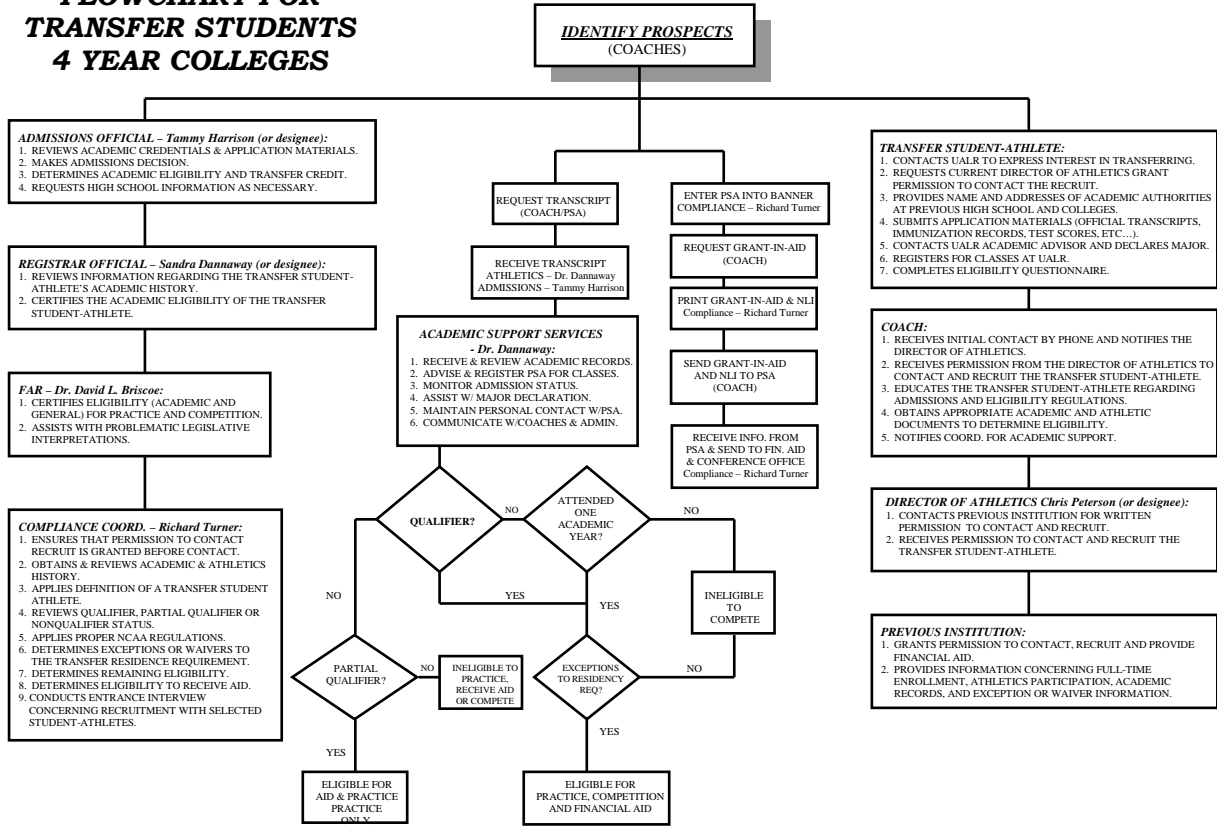 FLOWCHART FOR
TRANSFER STUDENTS
4 YEAR COLLEGES
IDENTIFY PROSPECTS
(COACHES)
ADMISSIONS OFFICIAL – Tammy Harrison (or designee):
1. REVIEWS ACADEMIC CREDENTIALS & APPLICATION MATERIALS.
2. MAKES ADMISSIONS DECISION.
3. DETERMINES ACADEMIC ELIGIBILITY AND TRANSFER CREDIT.
4. REQUESTS HIGH SCHOOL INFORMATION AS NECESSARY.
REGISTRAR OFFICIAL – Sandra Dannaway (or designee):
1. REVIEWS INFORMATION REGARDING THE TRANSFER STUDENT-
ATHLETE'S ACADEMIC HISTORY.
2. CERTIFIES THE ACADEMIC ELIGIBILITY OF THE TRANSFER
STUDENT-ATHLETE.
FAR – Dr. David L. Briscoe:
1. CERTIFIES ELIGIBILITY (ACADEMIC AND
GENERAL) FOR PRACTICE AND COMPETITION.
2. ASSISTS WITH PROBLEMATIC LEGISLATIVE
INTERPRETATIONS.
COMPLIANCE COORD. – Richard Turner:
1. ENSURES THAT PERMISSION TO CONTACT
RECRUIT IS GRANTED BEFORE CONTACT.
2. OBTAINS & REVIEWS ACADEMIC & ATHLETICS
HISTORY.
3. APPLIES DEFINITION OF A TRANSFER STUDENT
ATHLETE.
4. REVIEWS QUALIFIER, PARTIAL QUALIFIER OR
NONQUALIFIER STATUS.
5. APPLIES PROPER NCAA REGULATIONS.
6. DETERMINES EXCEPTIONS OR WAIVERS TO
THE TRANSFER RESIDENCE REQUIREMENT.
7. DETERMINES REMAINING ELIGIBILITY.
8. DETERMINES ELIGIBILITY TO RECEIVE AID.
9. CONDUCTS ENTRANCE INTERVIEW
CONCERNING RECRUITMENT WITH SELECTED
STUDENT-ATHLETES.
REQUEST TRANSCRIPT
(COACH/PSA)
RECEIVE TRANSCRIPT
ATHLETICS – Dr. Dannaway
ADMISSIONS – Tammy Harrison
ACADEMIC SUPPORT SERVICES
- Dr. Dannaway:
1. RECEIVE & REVIEW ACADEMIC RECORDS.
2. ADVISE & REGISTER PSA FOR CLASSES.
3. MONITOR ADMISSION STATUS.
4. ASSIST W/ MAJOR DECLARATION.
5. MAINTAIN PERSONAL CONTACT W/PSA.
6. COMMUNICATE W/COACHES & ADMIN.
ENTER PSA INTO BANNER
COMPLIANCE – Richard Turner
REQUEST GRANT-IN-AID
(COACH)
PRINT GRANT-IN-AID & NLI
Compliance – Richard Turner
SEND GRANT-IN-AID
AND NLI TO PSA
(COACH)
RECEIVE INFO. FROM
PSA & SEND TO FIN. AID
& CONFERENCE OFFICE
Compliance – Richard Turner
QUALIFIER?
NO
ATTENDED
ONE
ACADEMIC
YEAR?
NO
NO
YES
YES
INELIGIBLE
TO
COMPETE
PARTIAL
QUALIFIER?
NO
INELIGIBLE TO
PRACTICE,
RECEIVE AID
OR COMPETE
EXCEPTIONS
TO RESIDENCY
REQ?
NO
YES
YES
ELIGIBLE FOR
AID & PRACTICE
PRACTICE
ONLY
ELIGIBLE FOR
PRACTICE, COMPETITION
AND FINANCIAL AID
TRANSFER STUDENT-ATHLETE:
1. CONTACTS UALR TO EXPRESS INTEREST IN TRANSFERRING.
2. REQUESTS CURRENT DIRECTOR OF ATHLETICS GRANT
PERMISSION TO CONTACT THE RECRUIT.
3. PROVIDES NAME AND ADDRESSES OF ACADEMIC AUTHORITIES
AT PREVIOUS HIGH SCHOOL AND COLLEGES.
4. SUBMITS APPLICATION MATERIALS (OFFICIAL TRANSCRIPTS,
IMMUNIZATION RECORDS, TEST SCORES, ETC…).
5. CONTACTS UALR ACADEMIC ADVISOR AND DECLARES MAJOR.
6. REGISTERS FOR CLASSES AT UALR.
7. COMPLETES ELIGIBILITY QUESTIONNAIRE.
COACH:
1. RECEIVES INITIAL CONTACT BY PHONE AND NOTIFIES THE
DIRECTOR OF ATHLETICS.
2. RECEIVES PERMISSION FROM THE DIRECTOR OF ATHLETICS TO
CONTACT AND RECRUIT THE TRANSFER STUDENT-ATHLETE.
3. EDUCATES THE TRANSFER STUDENT-ATHLETE REGARDING
ADMISSIONS AND ELIGIBILITY REGULATIONS.
4. OBTAINS APPROPRIATE ACADEMIC AND ATHLETIC
DOCUMENTS TO DETERMINE ELIGIBILITY.
5. NOTIFIES COORD. FOR ACADEMIC SUPPORT.
DIRECTOR OF ATHLETICS Chris Peterson (or designee):
1. CONTACTS PREVIOUS INSTITUTION FOR WRITTEN
PERMISSION TO CONTACT AND RECRUIT.
2. RECEIVES PERMISSION TO CONTACT AND RECRUIT THE
TRANSFER STUDENT-ATHLETE.
PREVIOUS INSTITUTION:
1. GRANTS PERMISSION TO CONTACT, RECRUIT AND PROVIDE
FINANCIAL AID.
2. PROVIDES INFORMATION CONCERNING FULL-TIME
ENROLLMENT, ATHLETICS PARTICIPATION, ACADEMIC
RECORDS, AND EXCEPTION OR WAIVER INFORMATION.